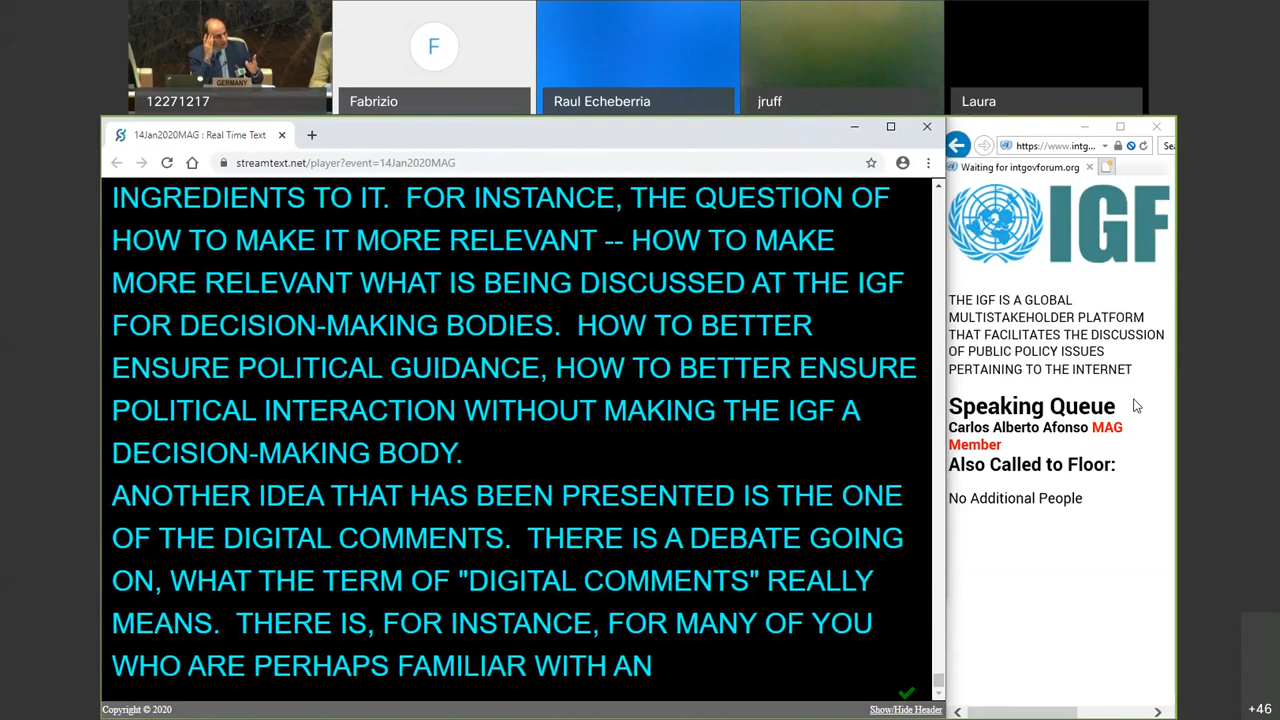 GERMANY
12271217
F
Fabrizio
Raul Echeberria
jruff
Laura
14Jan2020MAG : Real Time Text
streamtext.net/player?event=14Jan2020MAG
INGREDIENTS TO IT. FOR INSTANCE, THE QUESTION OF
HOW TO MAKE IT MORE RELEVANT -- HOW TO MAKE
MORE RELEVANT WHAT IS BEING DISCUSSED AT THE IGF
FOR DECISION-MAKING BODIES. HOW TO BETTER
ENSURE POLITICAL GUIDANCE, HOW TO BETTER ENSURE
POLITICAL INTERACTION WITHOUT MAKING THE IGF A
DECISION-MAKING BODY.
ANOTHER IDEA THAT HAS BEEN PRESENTED IS THE ONE
OF THE DIGITAL COMMENTS. THERE IS A DEBATE GOING
ON, WHAT THE TERM OF "DIGITAL COMMENTS" REALLY
MEANS. THERE IS, FOR INSTANCE, FOR MANY OF YOU
WHO ARE PERHAPS FAMILIAR WITH AN
Copyright © 2020
Show/Hide Header
https://www.intg...
Sea
Waiting for intgovforum.org
IGF
THE IGF IS A GLOBAL
MULTISTAKEHOLDER PLATFORM
THAT FACILITATES THE DISCUSSION
OF PUBLIC POLICY ISSUES
PERTAINING TO THE INTERNET
Speaking Queue
Carlos Alberto Afonso MAG
Member
Also Called to Floor:
No Additional People
+46